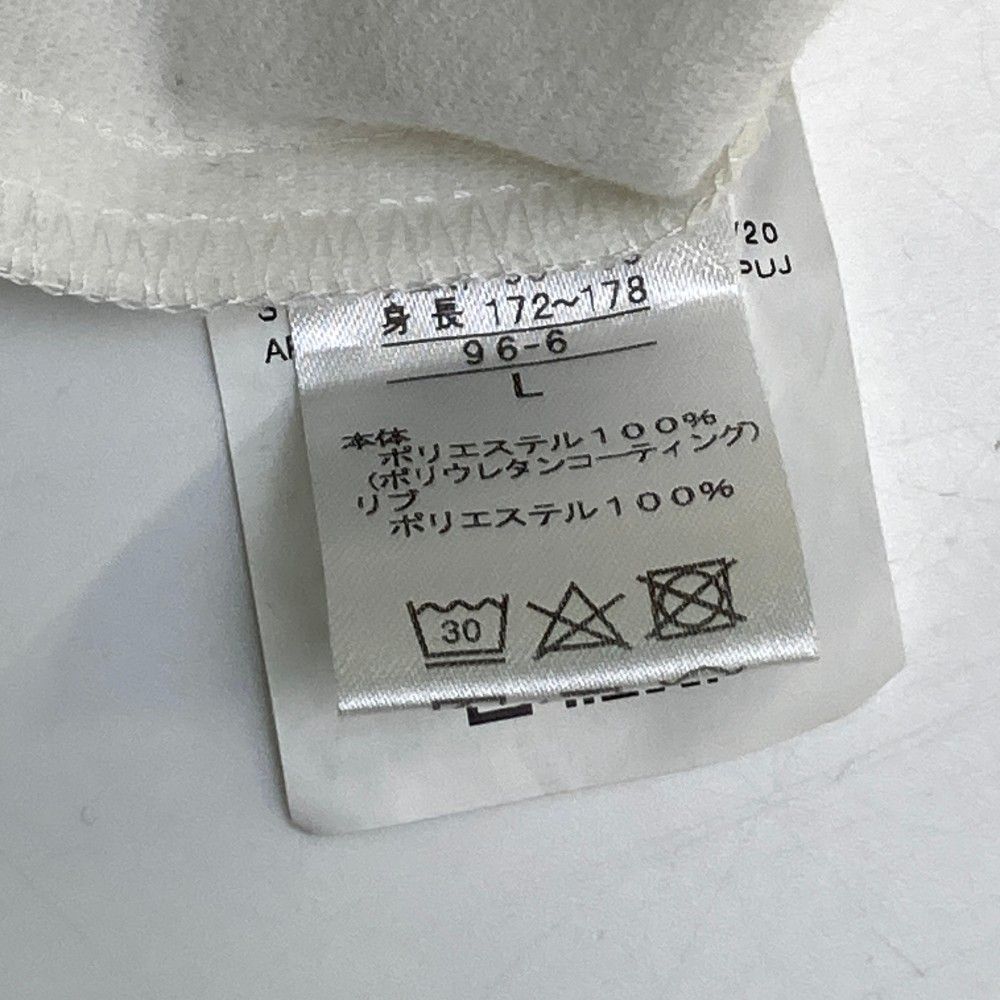 /20
PUJ
身長 172~178
96-6
L
本体
ポリエステル100%
(ポリウレタンコーティング)
リブ
ポリエステル100%
30